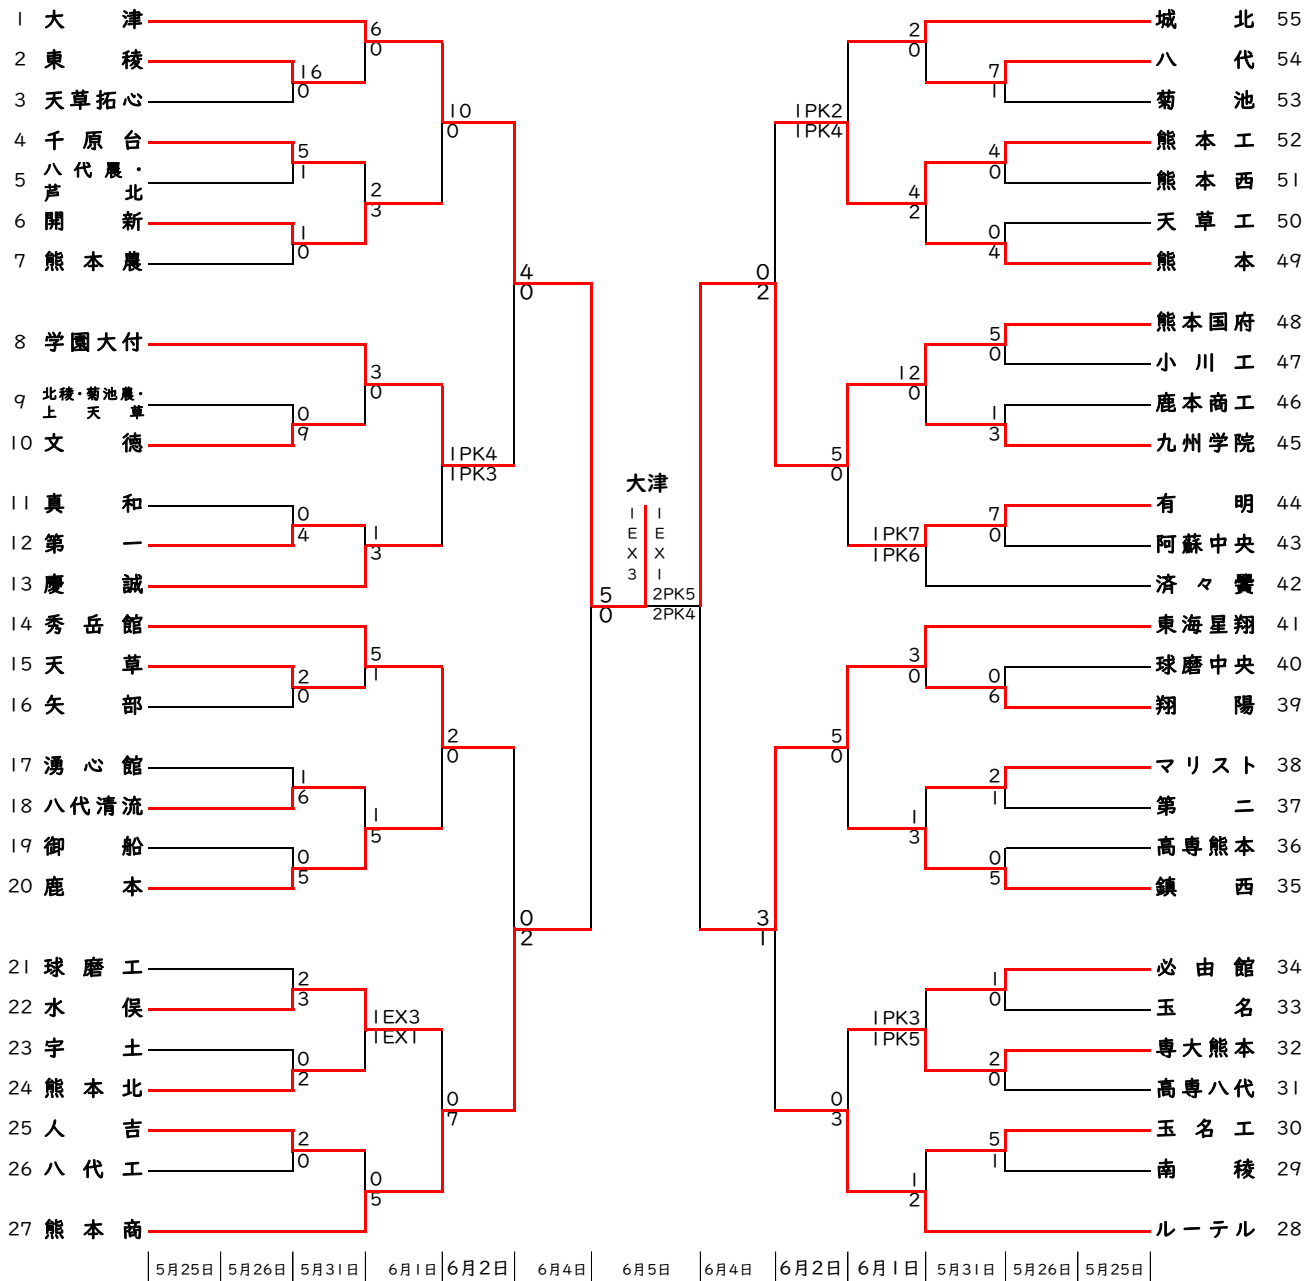 1 大津
2 東稜
3 天草拓心
4 千原台
5 八代農・芦北
6 開新
7 熊本農
8 学園大付
9 北稜・菊池農・上天草
10 文徳
11 真和
12 第一
13 慶誠
14 秀岳館
15 天草
16 矢部
17 湧心館
18 八代清流
19 御船
20 鹿本
21 球磨工
22 水俣
23 宇土
24 熊本北
25 人吉
26 八代工
27 熊本商
6
0
16
0
5
1
2
3
1
0
10
0
4
0
3
0
0
9
1PK4
1PK3
0
4
1
3
5
1
2
0
2
0
1
6
1
5
0
5
0
2
2
3
1EX3
1EX1
0
2
0
7
2
0
0
5
5
0
大津
1EX3
1EX1
2PK5
2PK4
2
0
7
1
1PK2
1PK4
4
0
4
2
0
4
0
2
5
0
12
0
1
3
5
0
7
0
1PK7
1PK6
3
0
0
6
5
0
2
1
1
3
0
5
3
1
1
0
1PK3
1PK5
2
0
0
3
5
1
1
2
城北 55
八代 54
菊池 53
熊本工 52
熊本西 51
天草工 50
熊本 49
熊本国府 48
小川工 47
鹿本商工 46
九州学院 45
有明 44
阿蘇中央 43
済々黌 42
東海星翔 41
球磨中央 40
翔陽 39
マリスト 38
第二 37
高専熊本 36
鎮西 35
必由館 34
玉名 33
専大熊本 32
高専八代 31
玉名工 30
南稜 29
ルーテル 28
5月25日 5月26日 5月31日 6月1日 6月2日 6月4日 6月5日 6月4日 6月2日 6月1日 5月31日 5月26日 5月25日